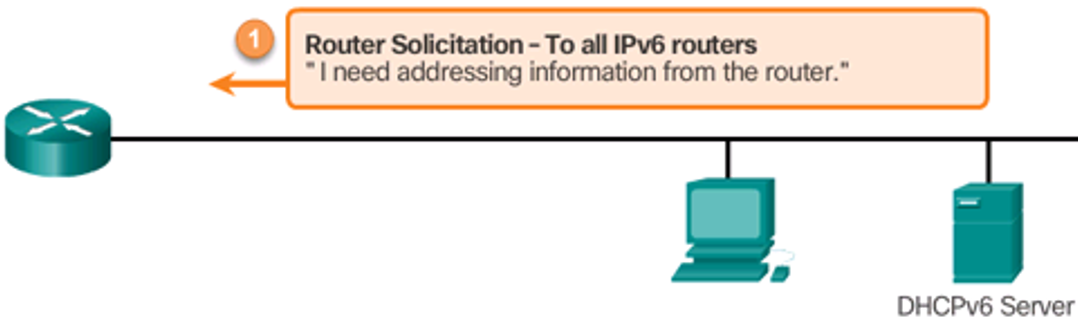 1
Router Solicitation - To all IPv6 routers
" I need addressing information from the router."
DHCPv6 Server